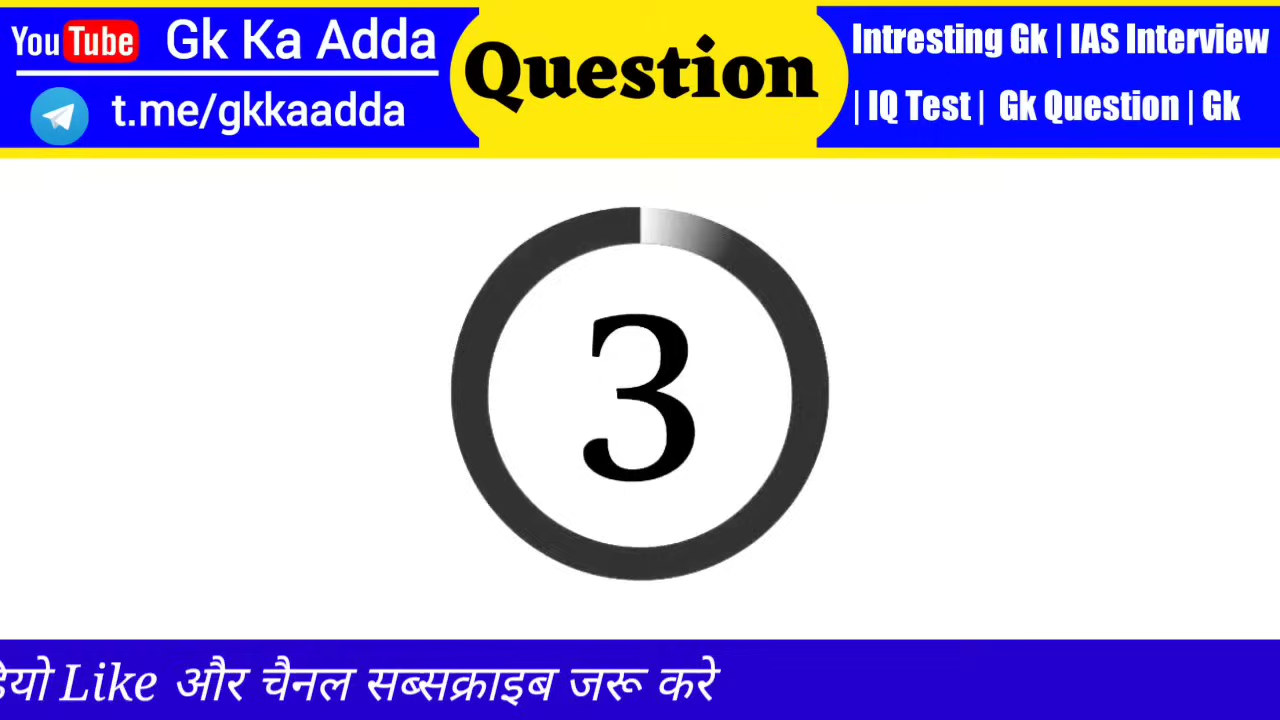 YouTube Gk Ka Adda
t.me/gkkaadda
Question
Intresting Gk | IAS Interview
| IQ Test | Gk Question | Gk
3
Like और चैनल सब्सक्राइब जरू करे